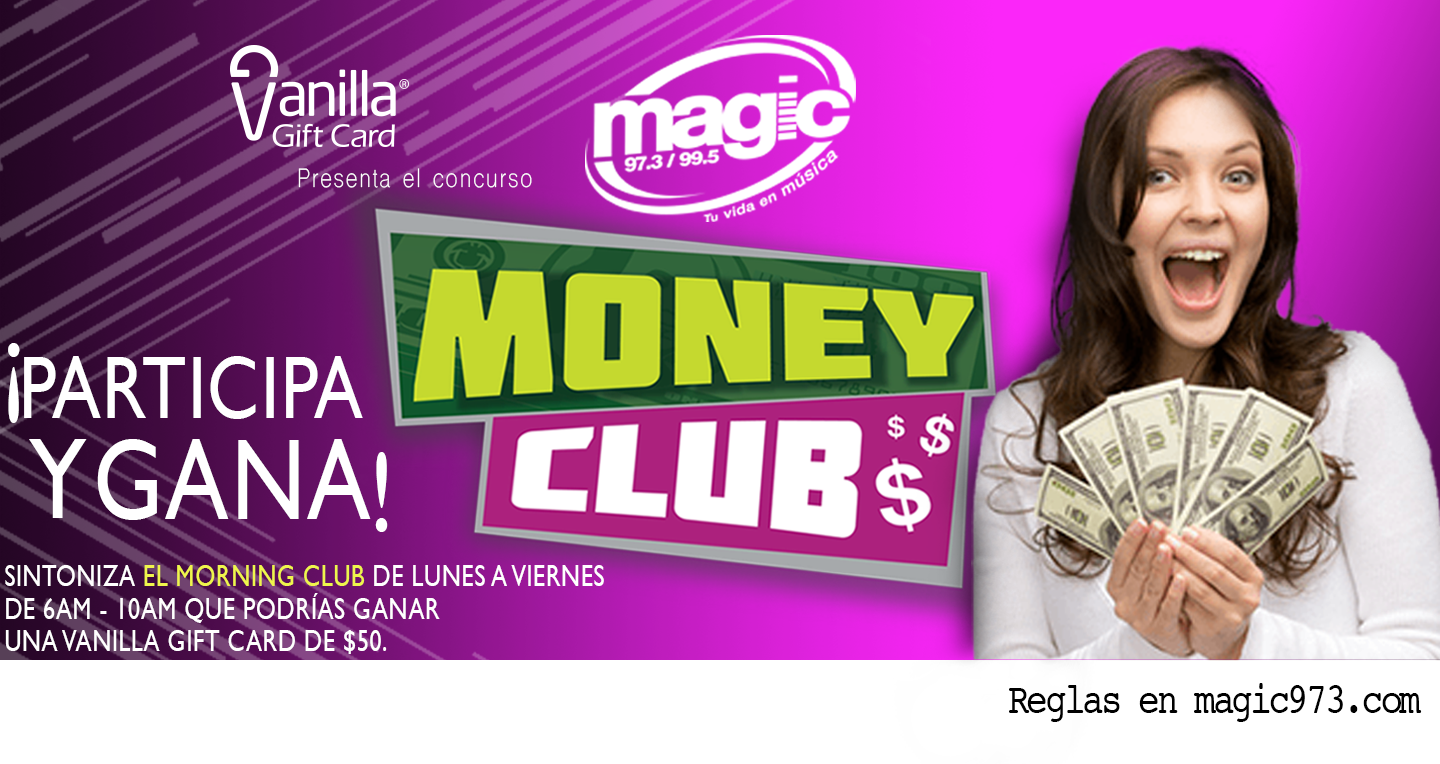 Vanilla®
Gift Card
Presenta el concurso
magic
97.3 / 99.5
Tu vida en música
MONEY
CLUB $ $ $
¡PARTICIPA
Y GANA!
SINTONIZA EL MORNING CLUB DE LUNES A VIERNES
DE 6AM - 10AM QUE PODRÍAS GANAR
UNA VANILLA GIFT CARD DE $50.
Reglas en magic973.com